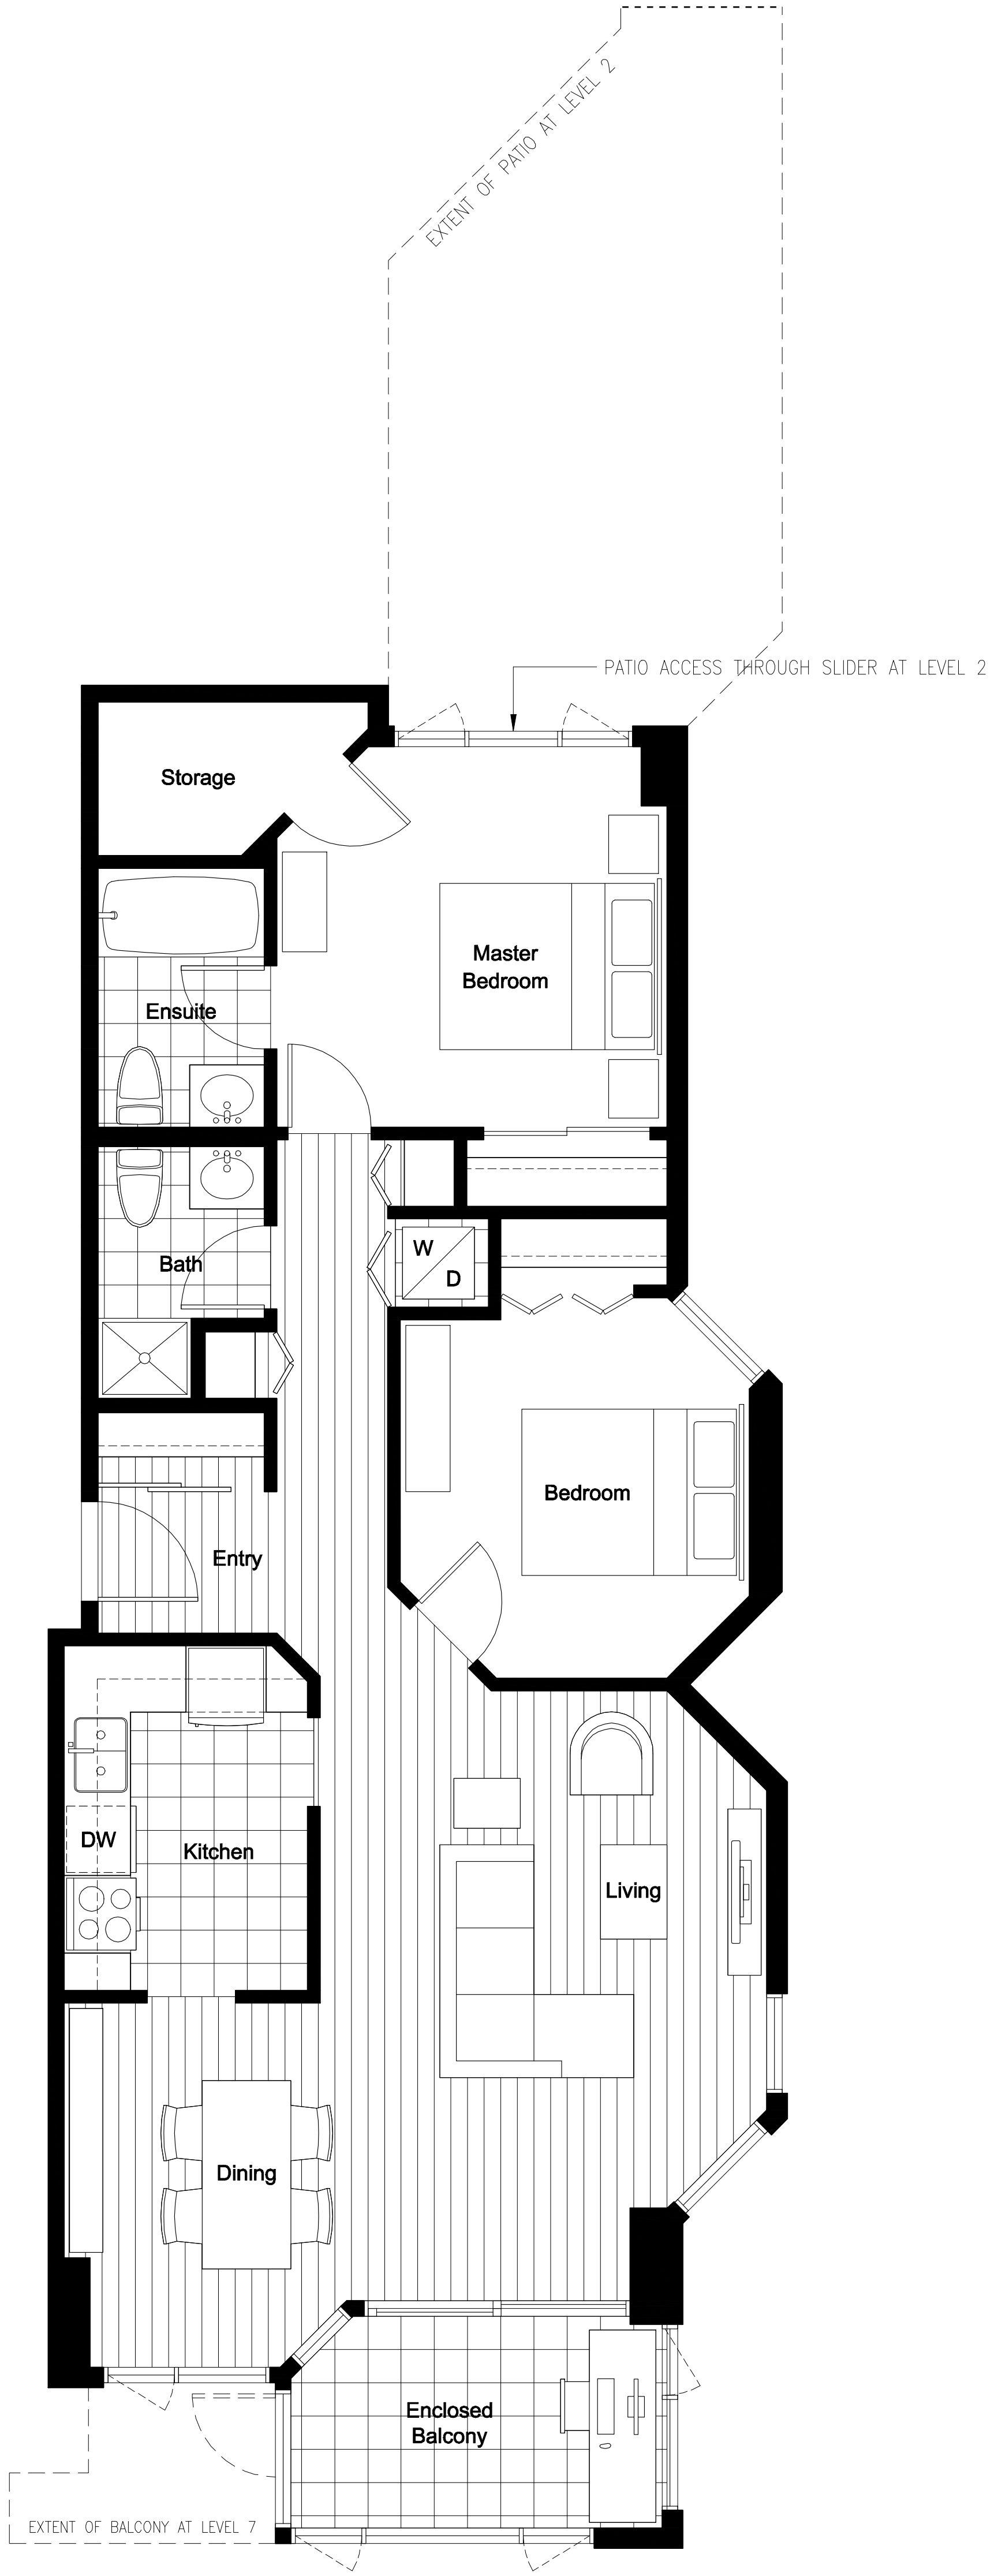 EXTENT OF PATIO AT LEVEL 2
PATIO ACCESS THROUGH SLIDER AT LEVEL 2
Storage
Master
Bedroom
Ensuite
Bath
W
D
Bedroom
Entry
DW
Kitchen
Living
Dining
Enclosed
Balcony
EXTENT OF BALCONY AT LEVEL 7